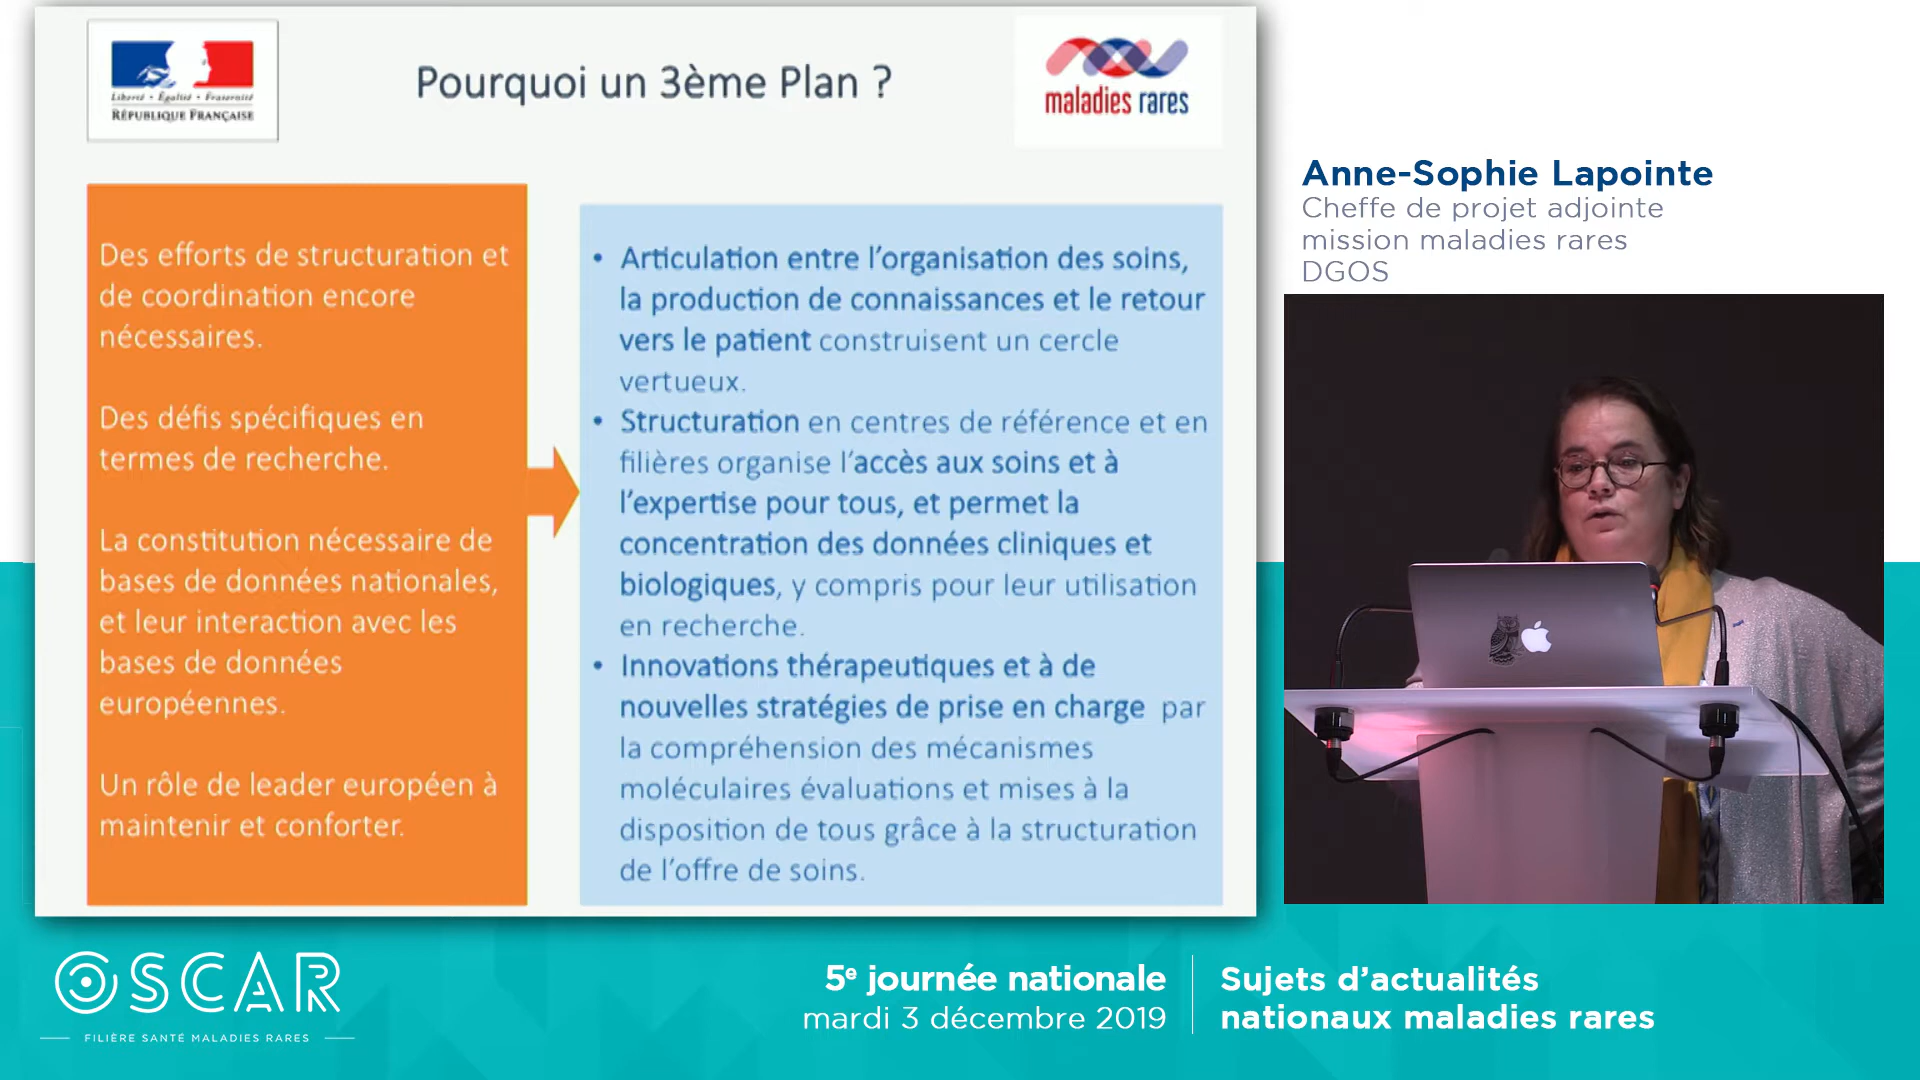 Liberté • Égalité • Fraternité
RÉPUBLIQUE FRANÇAISE
Pourquoi un 3ème Plan ?
maladies rares
Des efforts de structuration et
de coordination encore
nécessaires.
Des défis spécifiques en
termes de recherche.
La constitution nécessaire de
bases de données nationales,
et leur interaction avec les
bases de données
européennes.
Un rôle de leader européen à
maintenir et conforter.
• Articulation entre l’organisation des soins,
la production de connaissances et le retour
vers le patient construisent un cercle
vertueux.
• Structuration en centres de référence et en
filières organise l’accès aux soins et à
l’expertise pour tous, et permet la
concentration des données cliniques et
biologiques, y compris pour leur utilisation
en recherche.
• Innovations thérapeutiques et à de
nouvelles stratégies de prise en charge par
la compréhension des mécanismes
moléculaires évaluations et mises à la
disposition de tous grâce à la structuration
de l’offre de soins.
Anne-Sophie Lapointe
Cheffe de projet adjointe
mission maladies rares
DGOS
OSCAR
FILIÈRE SANTÉ MALADIES RARES
5e journée nationale
mardi 3 décembre 2019
Sujets d’actualités
nationaux maladies rares